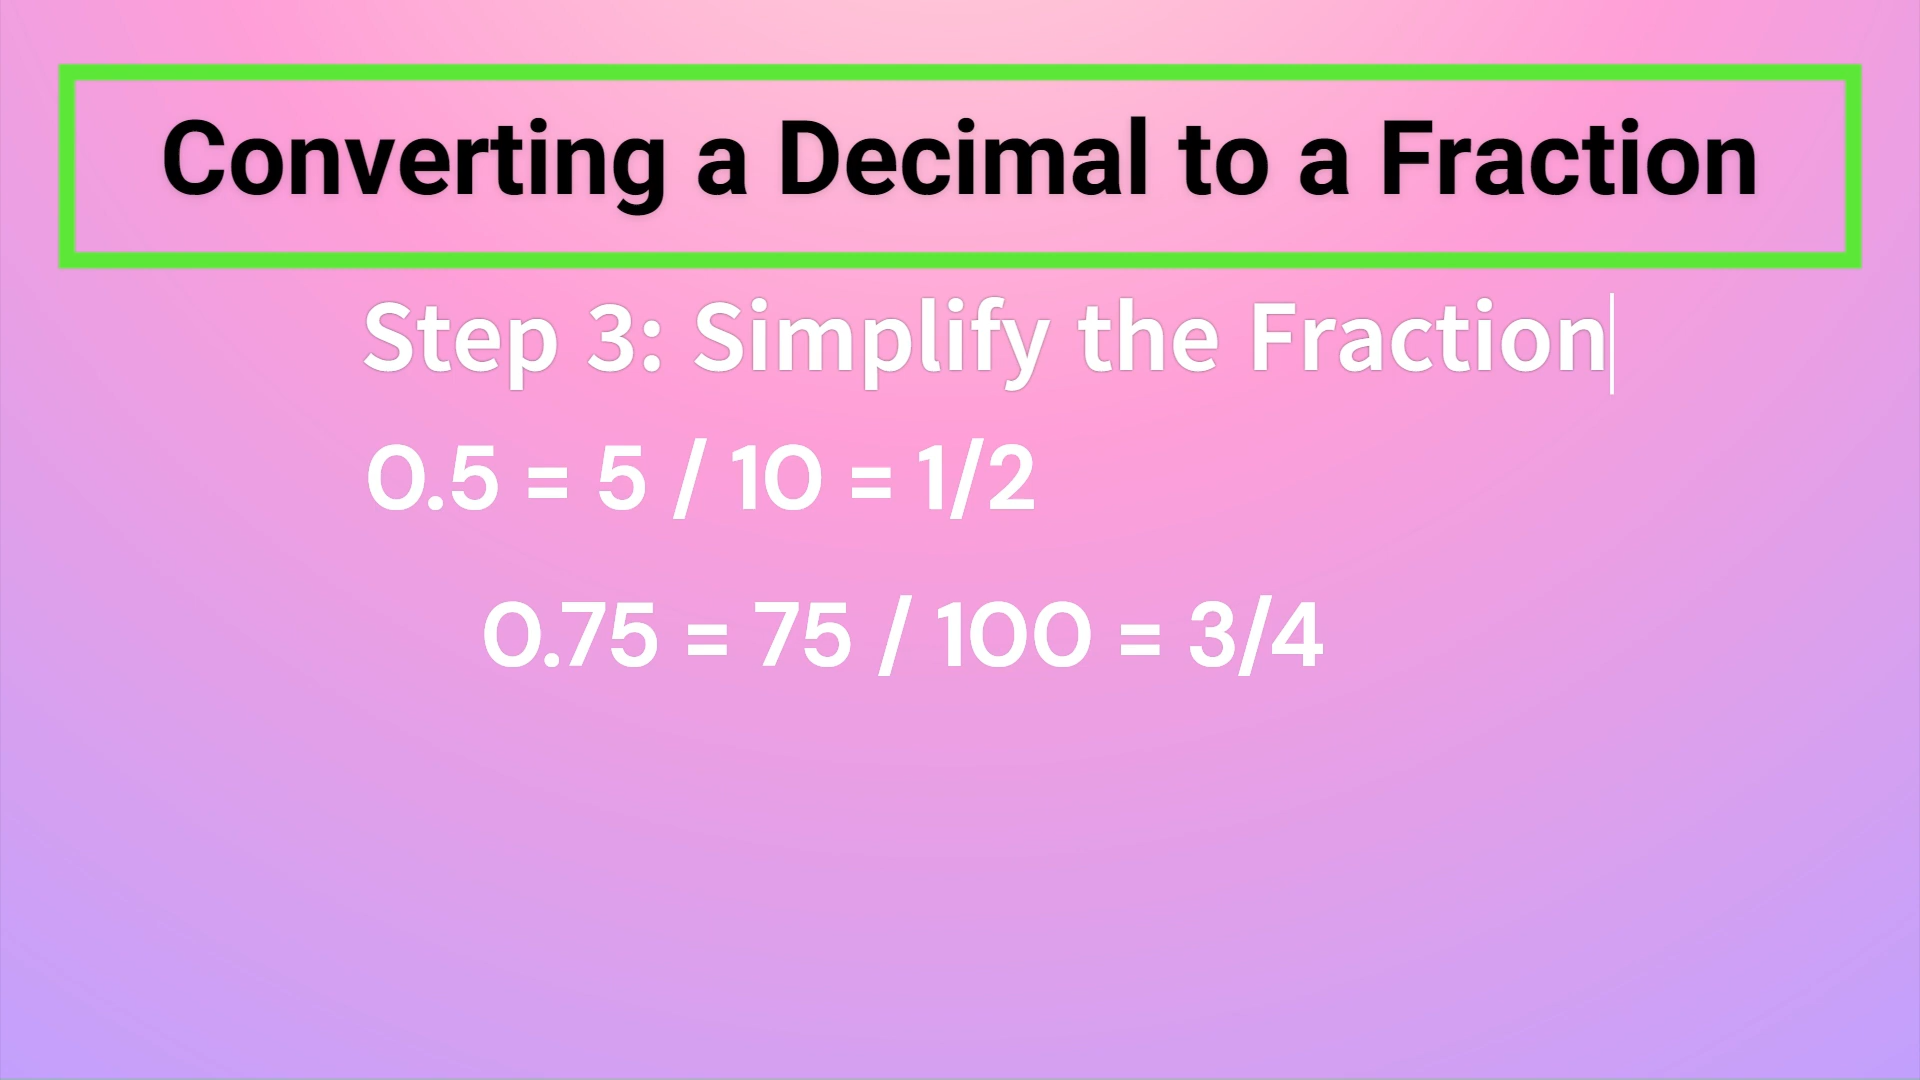 Converting a Decimal to a Fraction
Step 3: Simplify the Fraction
0.5 = 5 / 10 = 1/2
0.75 = 75 / 100 = 3/4